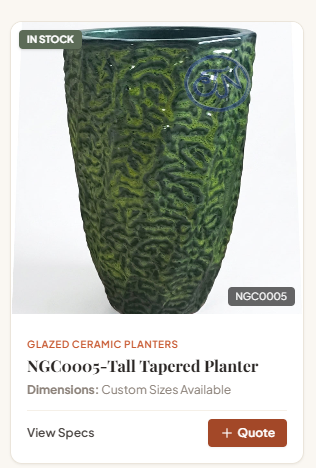 IN STOCK
NGC0005
GLAZED CERAMIC PLANTERS
NGC0005-Tall Tapered Planter
Dimensions: Custom Sizes Available
View Specs
+ Quote